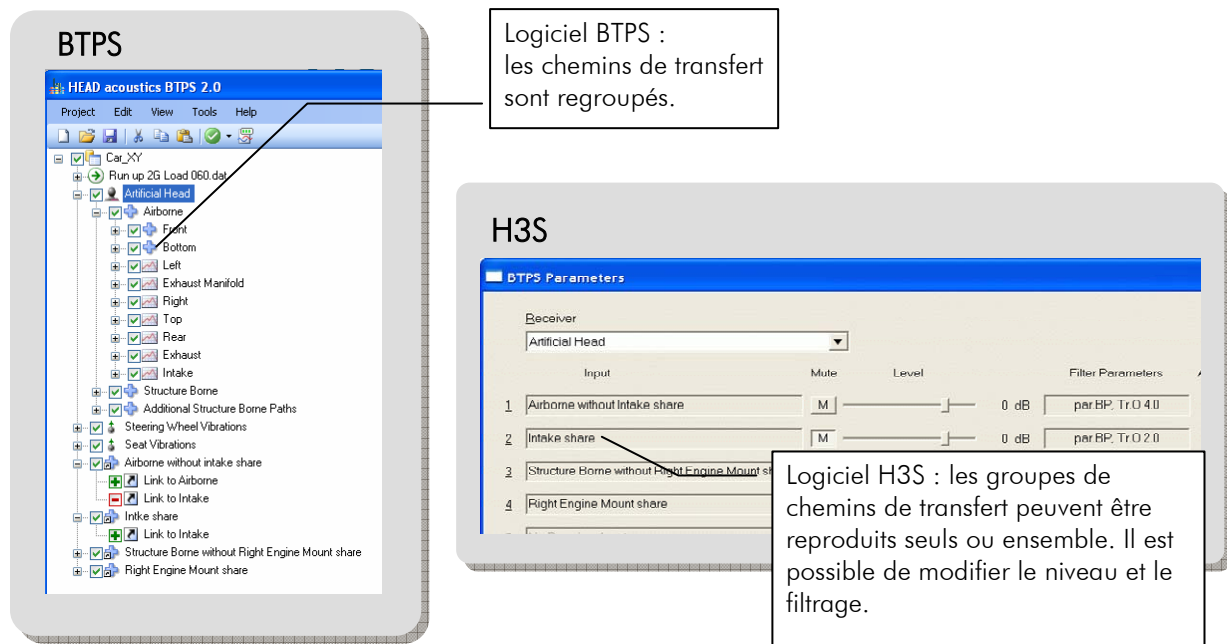 BTPS
HEAD acoustics BTPS 2.0
Project Edit View Tools Help
Car_XY
Run up 2G Load 060.dat
Artificial Head
Airborne
Front
Bottom
Left
Exhaust Manifold
Right
Top
Rear
Exhaust
Intake
Structure Borne
Additional Structure Borne Paths
Steering Wheel Vibrations
Seat Vibrations
Airborne without intake share
Link to Airborne
Link to Intake
Intke share
Link to Intake
Structure Borne without Right Engine Mount share
Right Engine Mount share
Logiciel BTPS :
les chemins de transfert
sont regroupés.
H3S
BTPS Parameters
Receiver
Artificial Head
Input Mute Level Filter Parameters
1 Airborne without Intake share M 0 dB par.BP, Tr.O 4.0
2 Intake share M 0 dB par.BP, Tr.O 2.0
3 Structure Borne without Right Engine Mount sh
4 Right Engine Mount share
Logiciel H3S : les groupes de
chemins de transfert peuvent être
reproduits seuls ou ensemble. Il est
possible de modifier le niveau et le
filtrage.